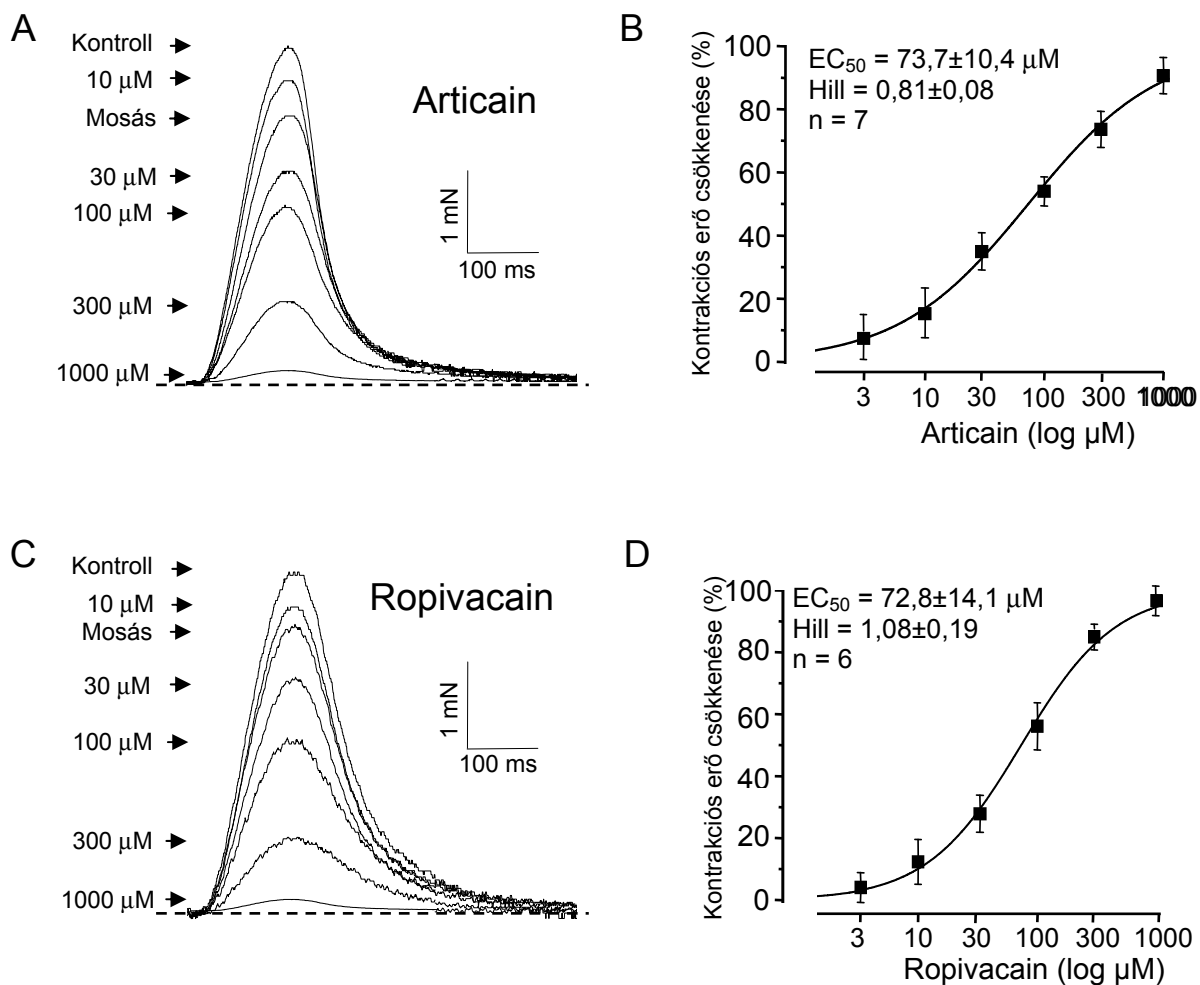 A
Kontroll
10 μM
Mosás
30 μM
100 μM
300 μM
1000 μM
Articain
1 mN
100 ms
B
Kontrakciós erő csökkenése (%)
100
80
60
40
20
0
EC50 = 73,7±10,4 μM
Hill = 0,81±0,08
n = 7
3 10 30 100 300 1000
Articain (log μM)
C
Kontroll
10 μM
Mosás
30 μM
100 μM
300 μM
1000 μM
Ropivacain
1 mN
100 ms
D
Kontrakciós erő csökkenése (%)
100
80
60
40
20
0
EC50 = 72,8±14,1 μM
Hill = 1,08±0,19
n = 6
3 10 30 100 300 1000
Ropivacain (log μM)